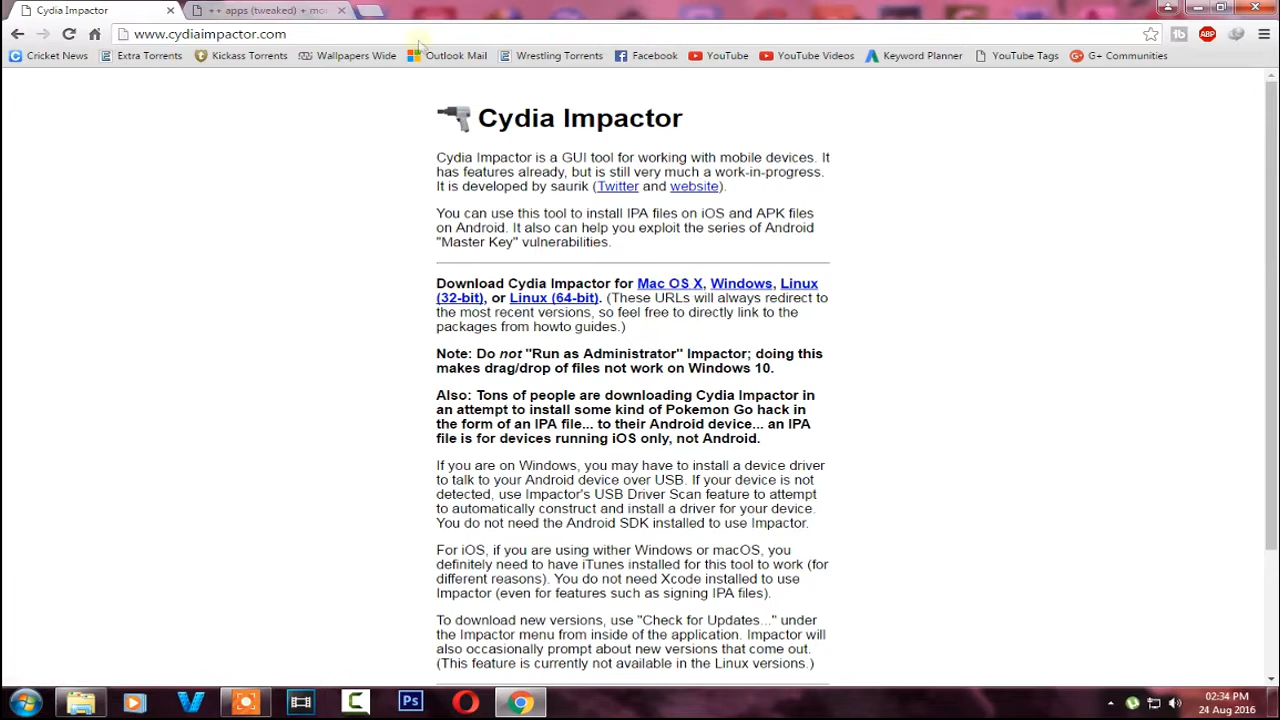 Cydia Impactor
++ apps (tweaked) + mo
www.cydiaimpactor.com
Cricket News
Extra Torrents
Kickass Torrents
Wallpapers Wide
Outlook Mail
Wrestling Torrents
Facebook
YouTube
YouTube Videos
Keyword Planner
YouTube Tags
G+ Communities
Cydia Impactor
Cydia Impactor is a GUI tool for working with mobile devices. It
has features already, but is still very much a work-in-progress.
It is developed by saurik (Twitter and website).
You can use this tool to install IPA files on iOS and APK files
on Android. It also can help you exploit the series of Android
"Master Key" vulnerabilities.
Download Cydia Impactor for Mac OS X, Windows, Linux
(32-bit), or Linux (64-bit). (These URLs will always redirect to
the most recent versions, so feel free to directly link to the
packages from howto guides.)
Note: Do not "Run as Administrator" Impactor; doing this
makes drag/drop of files not work on Windows 10.
Also: Tons of people are downloading Cydia Impactor in
an attempt to install some kind of Pokemon Go hack in
the form of an IPA file... to their Android device... an IPA
file is for devices running iOS only, not Android.
If you are on Windows, you may have to install a device driver
to talk to your Android device over USB. If your device is not
detected, use Impactor's USB Driver Scan feature to attempt
to automatically construct and install a driver for your device.
You do not need the Android SDK installed to use Impactor.
For iOS, if you are using wither Windows or macOS, you
definitely need to have iTunes installed for this tool to work (for
different reasons). You do not need Xcode installed to use
Impactor (even for features such as signing IPA files).
To download new versions, use "Check for Updates..." under
the Impactor menu from inside of the application. Impactor will
also occasionally prompt about new versions that come out.
(This feature is currently not available in the Linux versions.)
Ps
02:34 PM
24 Aug 2016
ABP